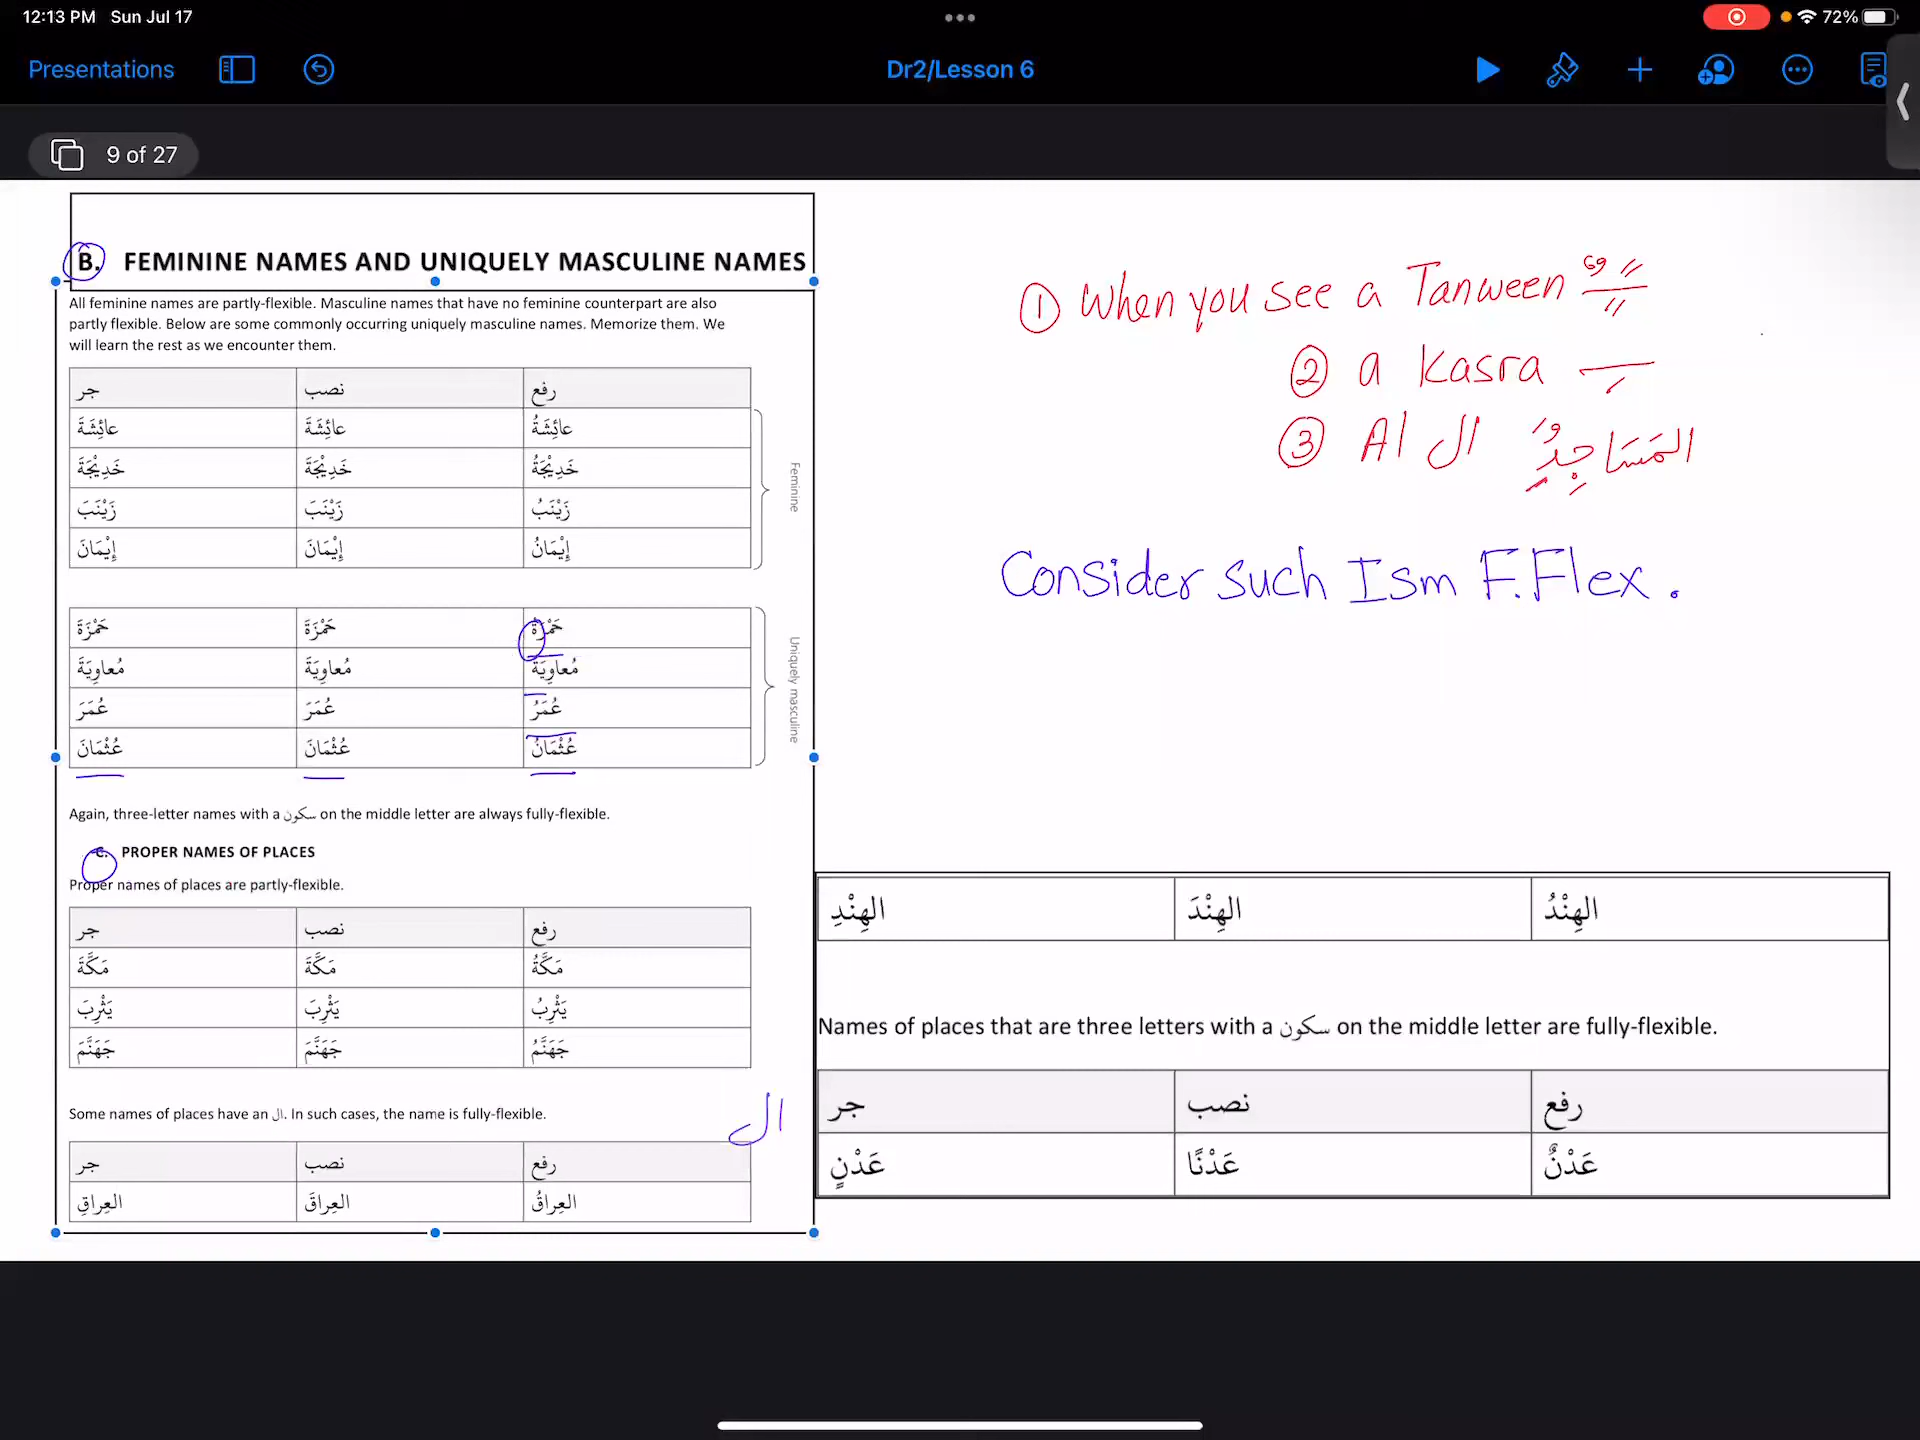 12:13 PM Sun Jul 17
72%
Presentations
Dr2/Lesson 6
9 of 27
B. FEMININE NAMES AND UNIQUELY MASCULINE NAMES
All feminine names are partly-flexible. Masculine names that have no feminine counterpart are also
partly flexible. Below are some commonly occurring uniquely masculine names. Memorize them. We
will learn the rest as we encounter them.
جر نصب رفع
عائِشَةَ عائِشَةَ عائِشَةُ
خَدِيْجَةَ خَدِيْجَةَ خَدِيْجَةُ
زَيْنَبَ زَيْنَبَ زَيْنَبُ
إِيْمَانَ إِيْمَانَ إِيْمَانُ
Feminine
حَمْزَةَ حَمْزَةَ حَمْزَةُ
مُعاوِيَةَ مُعاوِيَةَ مُعاوِيَةُ
عُمَرَ عُمَرَ عُمَرُ
عُثْمَانَ عُثْمَانَ عُثْمَانُ
Uniquely masculine
Again, three-letter names with a سكون on the middle letter are always fully-flexible.
C. PROPER NAMES OF PLACES
Proper names of places are partly-flexible.
جر نصب رفع
مَكَّةَ مَكَّةَ مَكَّةُ
يَثْرِبَ يَثْرِبَ يَثْرِبُ
جَهَنَّمَ جَهَنَّمَ جَهَنَّمُ
Some names of places have an ال. In such cases, the name is fully-flexible.
ال
جر نصب رفع
العِراقِ العِراقَ العِراقُ
① When you see a Tanween
② a Kasra
③ Al ال المَسَاجِدُِ
Consider such Ism F.Flex.
الهِنْدِ الهِنْدَ الهِنْدُ
Names of places that are three letters with a سكون on the middle letter are fully-flexible.
جر نصب رفع
عَدْنٍ عَدْنًا عَدْنٌ